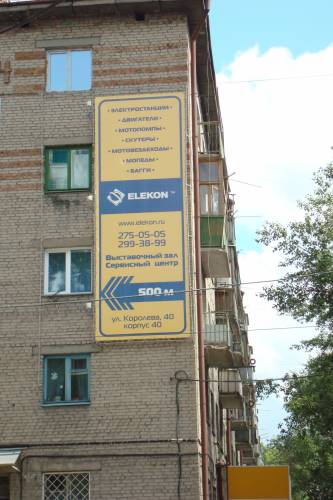 • ЭЛЕКТРОСТАНЦИИ •
• ДВИГАТЕЛИ •
• МОТОПОМПЫ •
• СКУТЕРЫ •
• МОТОВЕЗДЕХОДЫ •
• МОПЕДЫ •
• БАГГИ •
ELEKON™
www.elekon.ru
275-05-05
299-38-99
Выставочный зал
Сервисный центр
500 м
ул. Королева, 40
корпус 40